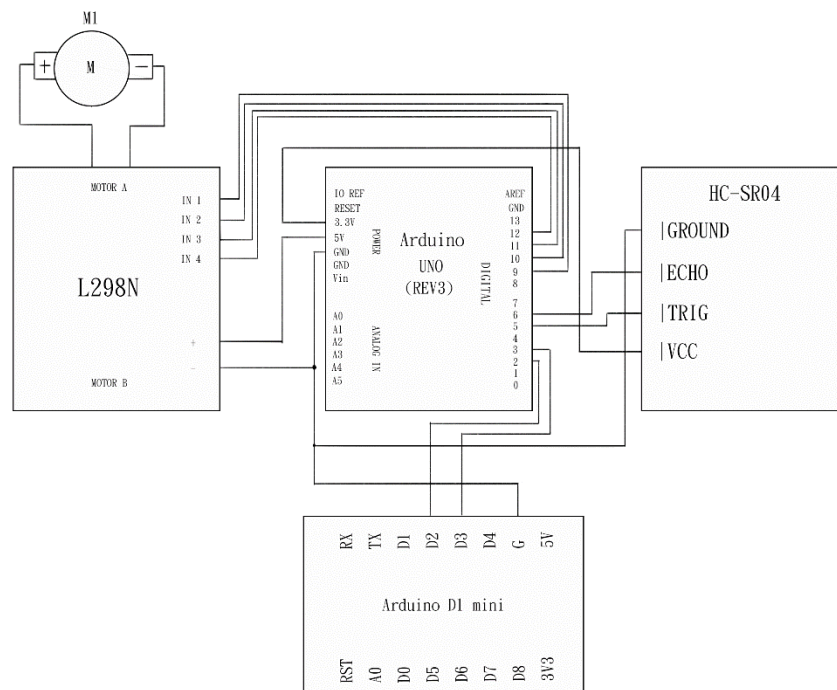 M1
+
M
−
MOTOR A
IN 1
IN 2
IN 3
IN 4
L298N
+
-
MOTOR B
IO REF
RESET
3.3V
5V
GND
GND
Vin
POWER
A0
A1
A2
A3
A4
A5
ANALOG IN
Arduino
UNO
(REV3)
DIGITAL
AREF
GND
13
12
11
10
9
8
7
6
5
4
3
2
1
0
HC-SR04
|GROUND
|ECHO
|TRIG
|VCC
RX
TX
D1
D2
D3
D4
G
5V
Arduino D1 mini
RST
A0
D0
D5
D6
D7
D8
3V3